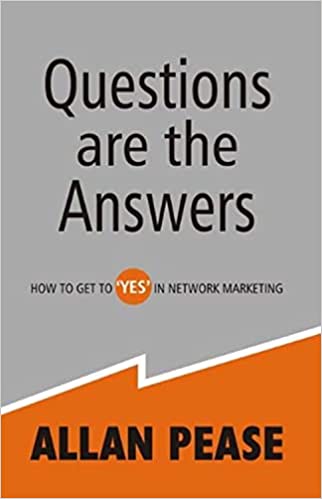 Questions
are the
Answers
HOW TO GET TO 'YES' IN NETWORK MARKETING
ALLAN PEASE